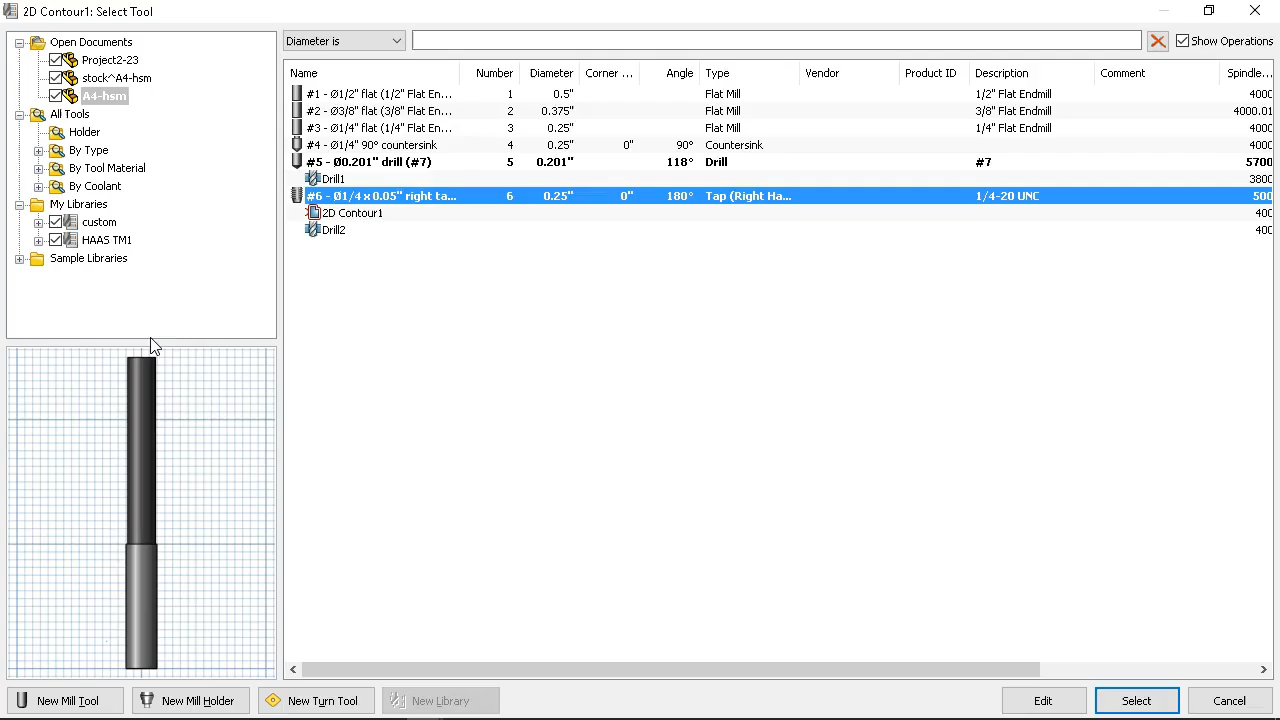 2D Contour1: Select Tool
Open Documents
Project2-23
stock^A4-hsm
A4-hsm
All Tools
Holder
By Type
By Tool Material
By Coolant
My Libraries
custom
HAAS TM1
Sample Libraries
Diameter is
Show Operations
Name Number Diameter Corner ... Angle Type Vendor Product ID Description Comment Spindle...
#1 - Ø1/2" flat (1/2" Flat En... 1 0.5" Flat Mill 1/2" Flat Endmill 4000
#2 - Ø3/8" flat (3/8" Flat En... 2 0.375" Flat Mill 3/8" Flat Endmill 4000.01
#3 - Ø1/4" flat (1/4" Flat En... 3 0.25" Flat Mill 1/4" Flat Endmill 4000
#4 - Ø1/4" 90° countersink 4 0.25" 0" 90° Countersink 4000
#5 - Ø0.201" drill (#7) 5 0.201" 118° Drill #7 5700
Drill1 3800
#6 - Ø1/4 x 0.05" right ta... 6 0.25" 0" 180° Tap (Right Ha... 1/4-20 UNC 500
2D Contour1 400
Drill2 400
New Mill Tool
New Mill Holder
New Turn Tool
New Library
Edit
Select
Cancel